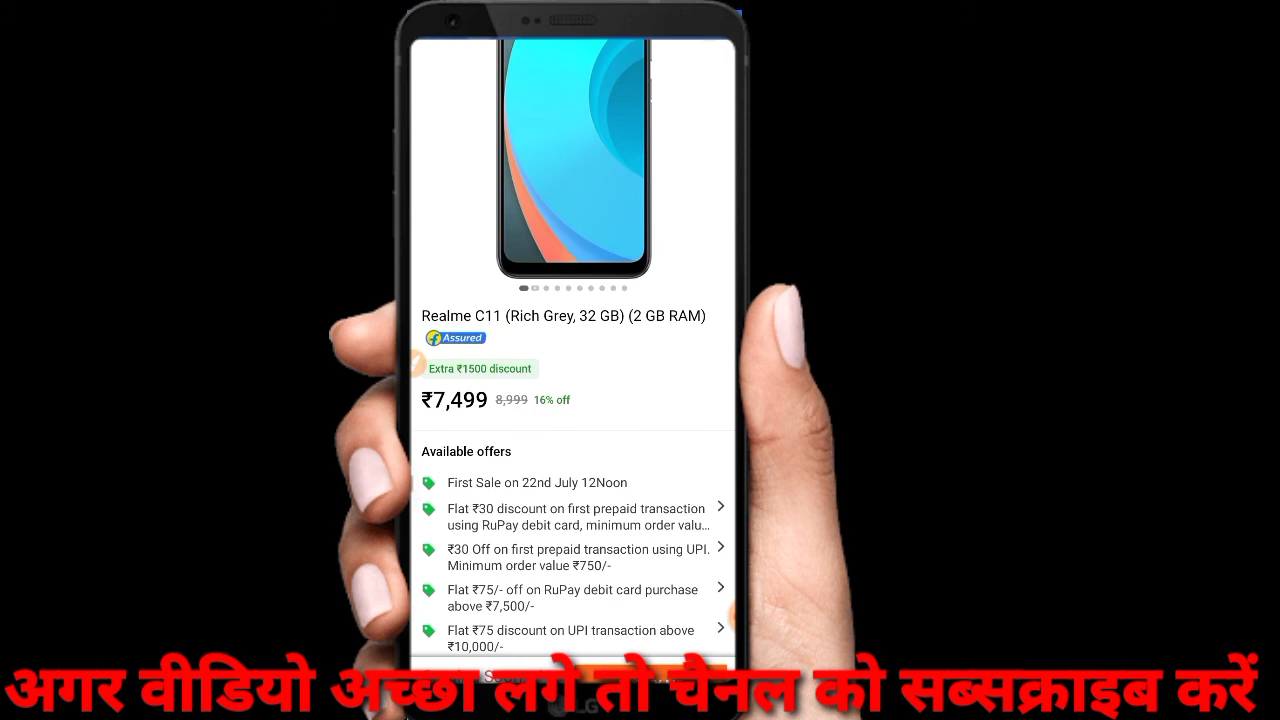 Realme C11 (Rich Grey, 32 GB) (2 GB RAM)
Assured
Extra ₹1500 discount
₹7,499 8,999 16% off
Available offers
First Sale on 22nd July 12Noon
Flat ₹30 discount on first prepaid transaction
using RuPay debit card, minimum order valu...
₹30 Off on first prepaid transaction using UPI.
Minimum order value ₹750/-
Flat ₹75/- off on RuPay debit card purchase
above ₹7,500/-
Flat ₹75 discount on UPI transaction above
₹10,000/-
अगर वीडियो अच्छा लगे तो चैनल को सब्सक्राइब करें